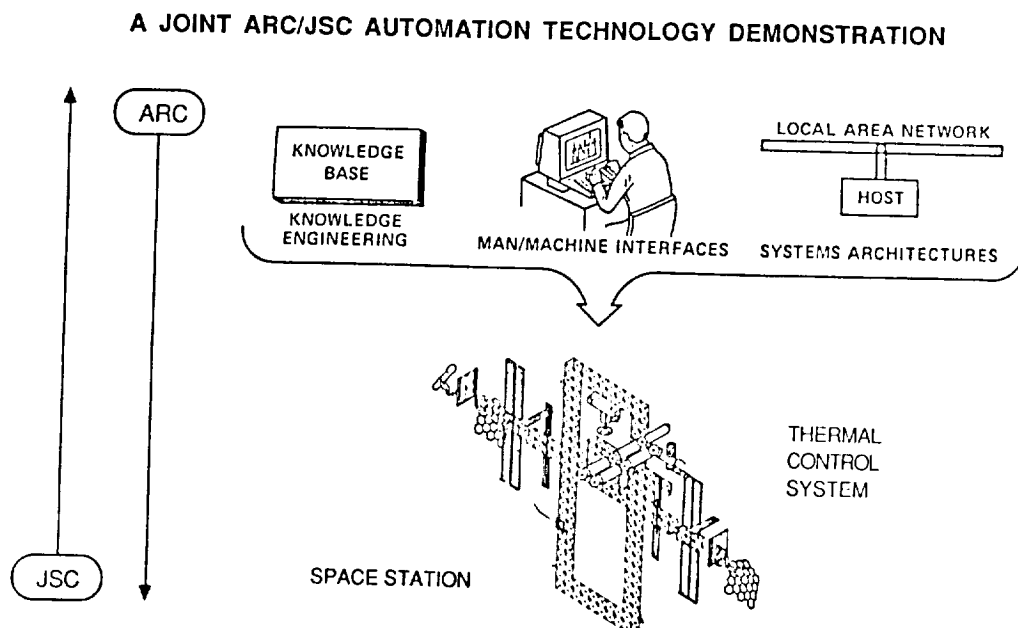 A JOINT ARC/JSC AUTOMATION TECHNOLOGY DEMONSTRATION
ARC
KNOWLEDGE
BASE
KNOWLEDGE
ENGINEERING
MAN/MACHINE INTERFACES
LOCAL AREA NETWORK
HOST
SYSTEMS ARCHITECTURES
THERMAL
CONTROL
SYSTEM
JSC
SPACE STATION